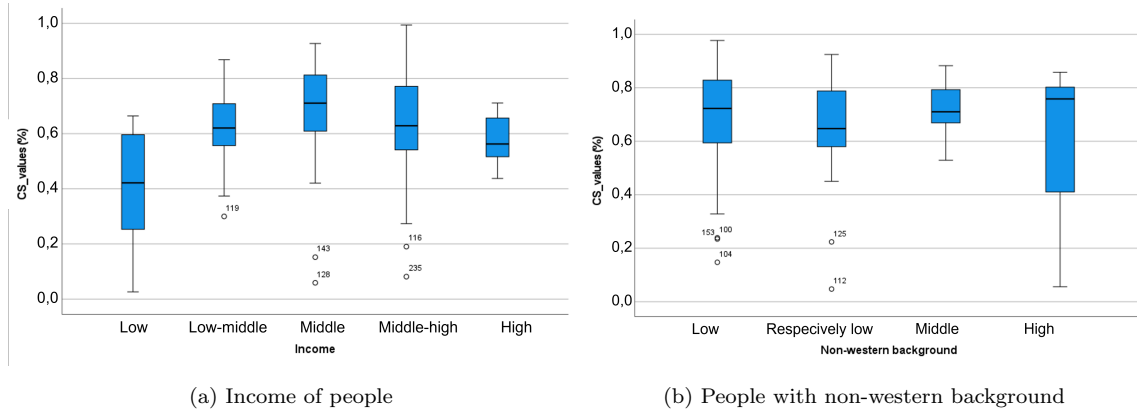 1,0
0,8
0,6
0,4
0,2
0,0
CS_values (%)
119
143
128
116
235
Low Low-middle Middle Middle-high High
Income
(a) Income of people
1,0
0,8
0,6
0,4
0,2
0,0
CS_values (%)
153 100
104
125
112
Low Respecively low Middle High
Non-western background
(b) People with non-western background